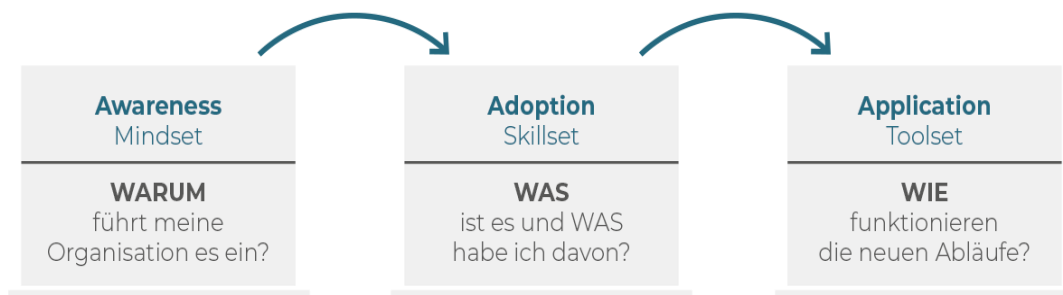 Awareness
Mindset
WARUM
führt meine
Organisation es ein?
Adoption
Skillset
WAS
ist es und WAS
habe ich davon?
Application
Toolset
WIE
funktionieren
die neuen Abläufe?